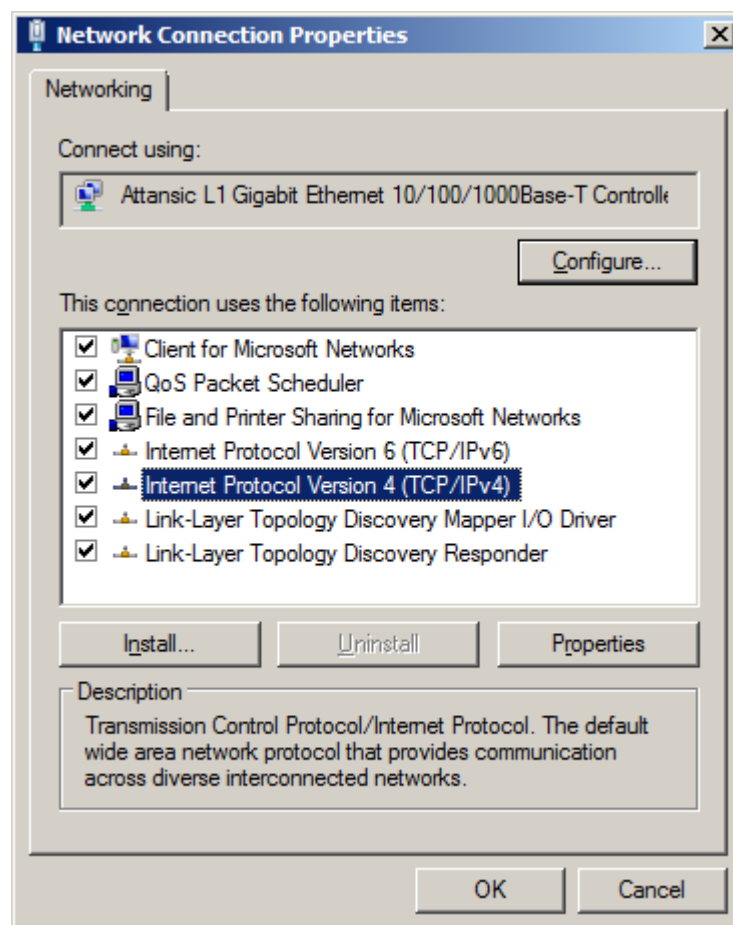 Network Connection Properties
Networking
Connect using:
Attansic L1 Gigabit Ethernet 10/100/1000Base-T Controlle
Configure...
This connection uses the following items:
Client for Microsoft Networks
QoS Packet Scheduler
File and Printer Sharing for Microsoft Networks
Internet Protocol Version 6 (TCP/IPv6)
Internet Protocol Version 4 (TCP/IPv4)
Link-Layer Topology Discovery Mapper I/O Driver
Link-Layer Topology Discovery Responder
Install... Uninstall Properties
Description
Transmission Control Protocol/Internet Protocol. The default
wide area network protocol that provides communication
across diverse interconnected networks.
OK Cancel